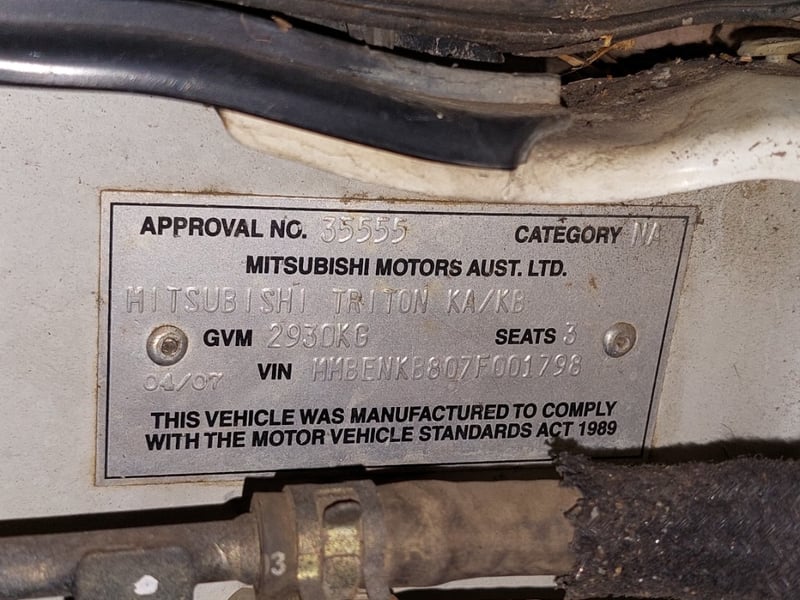 APPROVAL NO. 35555 CATEGORY NA
MITSUBISHI MOTORS AUST. LTD.
MITSUBISHI TRITON KA/KB
GVM 2930KG SEATS 3
04/07 VIN MMBENKB807F001798
THIS VEHICLE WAS MANUFACTURED TO COMPLY
WITH THE MOTOR VEHICLE STANDARDS ACT 1989
3